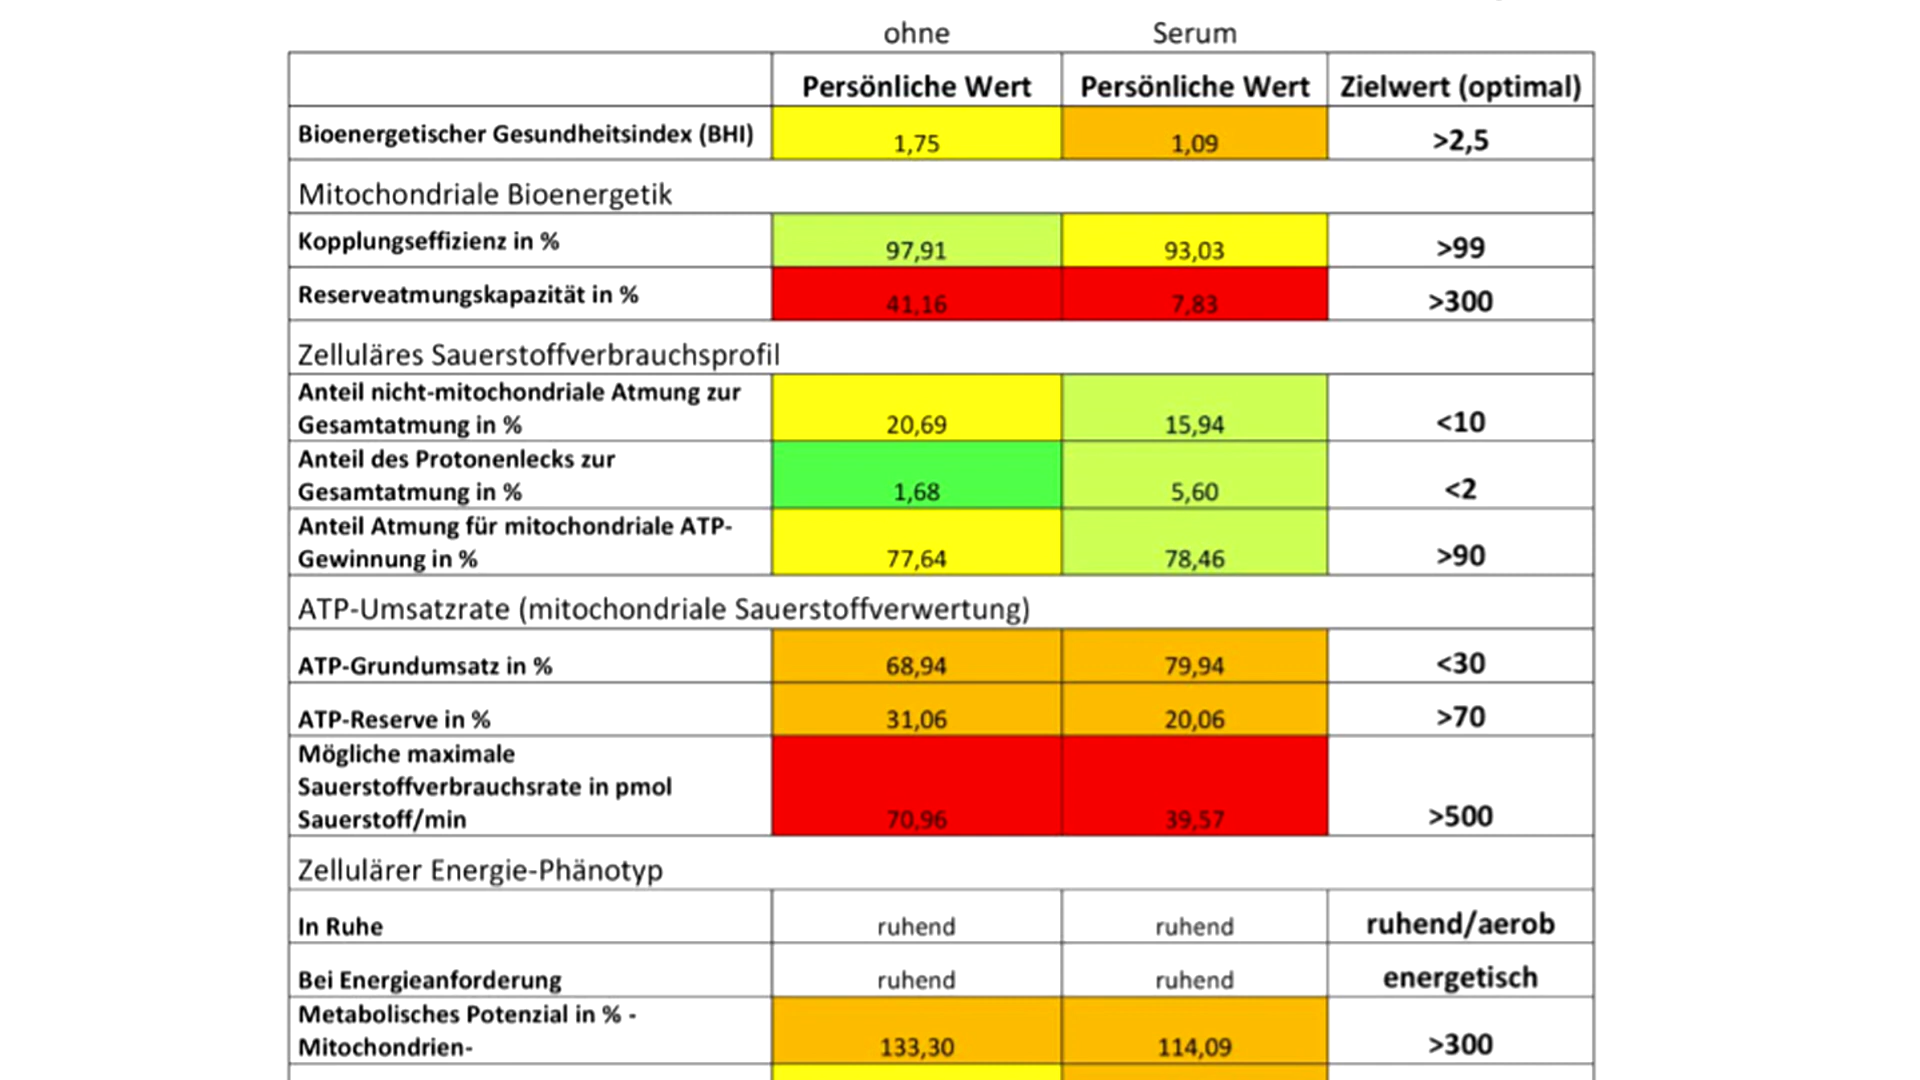 ohne Serum
Persönliche Wert Persönliche Wert Zielwert (optimal)
Bioenergetischer Gesundheitsindex (BHI) 1,75 1,09 >2,5
Mitochondriale Bioenergetik
Kopplungseffizienz in % 97,91 93,03 >99
Reserveatmungskapazität in % 41,16 7,83 >300
Zelluläres Sauerstoffverbrauchsprofil
Anteil nicht-mitochondriale Atmung zur
Gesamtatmung in % 20,69 15,94 <10
Anteil des Protonenlecks zur
Gesamtatmung in % 1,68 5,60 <2
Anteil Atmung für mitochondriale ATP-
Gewinnung in % 77,64 78,46 >90
ATP-Umsatzrate (mitochondriale Sauerstoffverwertung)
ATP-Grundumsatz in % 68,94 79,94 <30
ATP-Reserve in % 31,06 20,06 >70
Mögliche maximale
Sauerstoffverbrauchsrate in pmol
Sauerstoff/min 70,96 39,57 >500
Zellulärer Energie-Phänotyp
In Ruhe ruhend ruhend ruhend/aerob
Bei Energieanforderung ruhend ruhend energetisch
Metabolisches Potenzial in % -
Mitochondrien- 133,30 114,09 >300